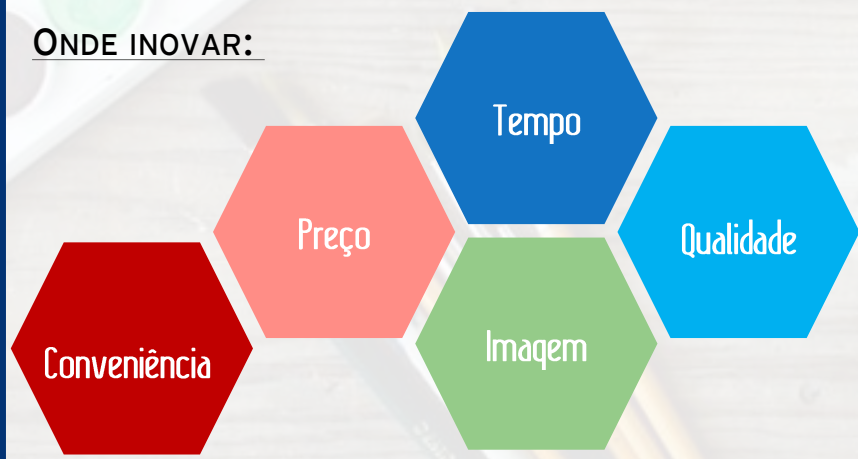 ONDE INOVAR:
Tempo
Preço
Qualidade
Imagem
Conveniência